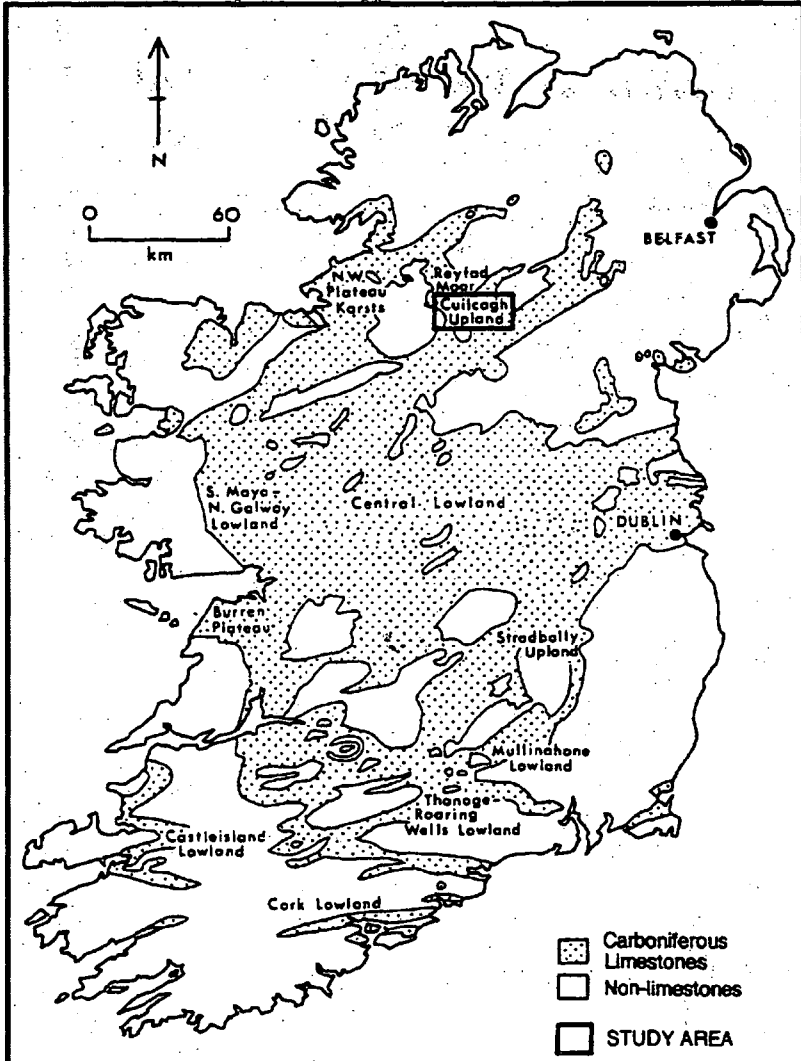 N
0 60
km
BELFAST
N.W.
Plateau
Karsts
Reyfad
Moor
Cuilcagh
Upland
S. Mayo –
N. Galway
Lowland
Central Lowland
DUBLIN
Burren
Plateau
Stradbally
Upland
Mullinahone
Lowland
Thonoge –
Roaring
Wells Lowland
Castleisland
Lowland
Cork Lowland
Carboniferous
Limestones
Non-limestones
STUDY AREA